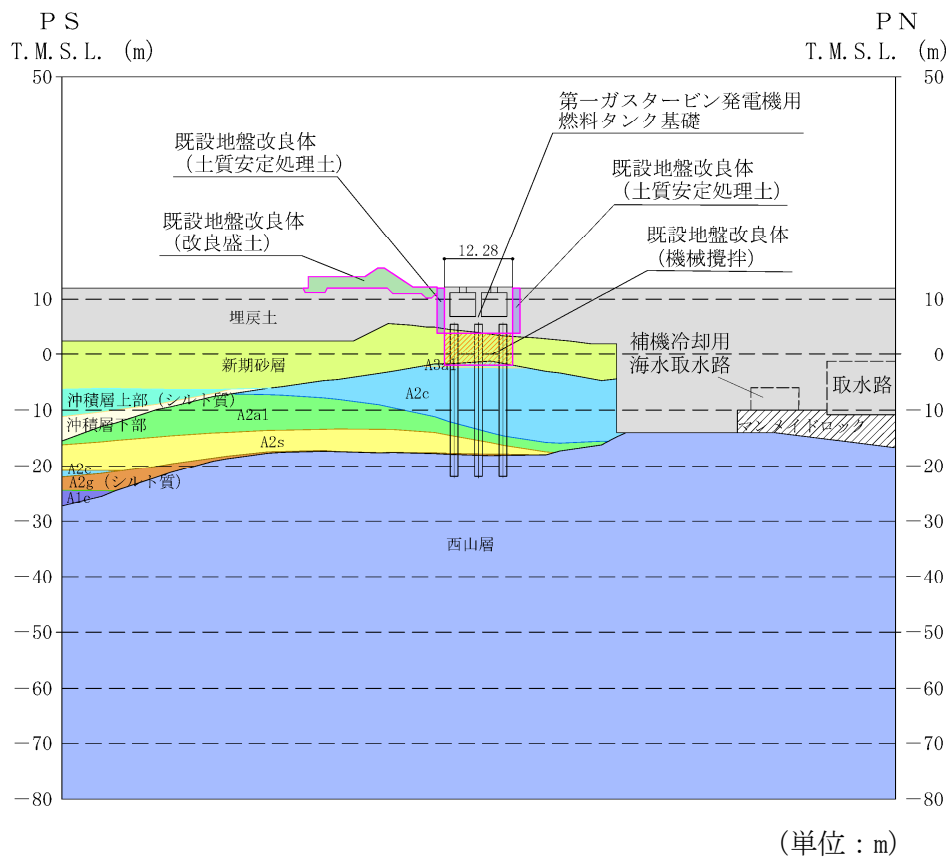 ＰＳ
ＰＮ
T.M.S.L. (m)
T.M.S.L. (m)
50
50
第一ガスタービン発電機用
燃料タンク基礎
既設地盤改良体
（土質安定処理土）
既設地盤改良体
（土質安定処理土）
既設地盤改良体
（改良盛土）
既設地盤改良体
（機械攪拌）
12.28
10
10
埋戻土
補機冷却用
海水取水路
取水路
0
0
新期砂層
A3a1
A2c
沖積層上部（シルト質）
-10
-10
沖積層下部
A2a1
マンメイドロック
A2s
-20
-20
A2c
A2g（シルト質）
A1c
-30
-30
西山層
-40
-40
-50
-50
-60
-60
-70
-70
-80
-80
（単位：m）